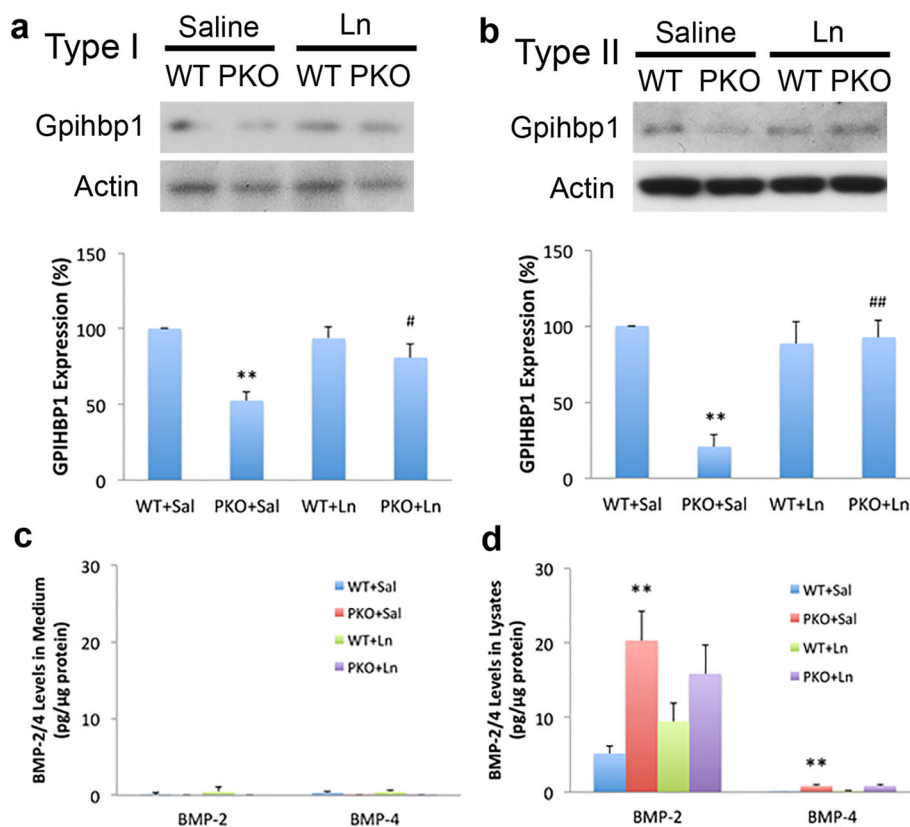 a Type I
Saline Ln
WT PKO WT PKO
Gpihbp1
Actin
GPIHBP1 Expression (%)
150
100
50
0
**
#
WT+Sal PKO+Sal WT+Ln PKO+Ln
b Type II
Saline Ln
WT PKO WT PKO
Gpihbp1
Actin
GPIHBP1 Expression (%)
150
100
50
0
**
##
WT+Sal PKO+Sal WT+Ln PKO+Ln
c
BMP-2/4 Levels in Medium
(pg/µg protein)
30
20
10
0
WT+Sal
PKO+Sal
WT+Ln
PKO+Ln
BMP-2 BMP-4
d
BMP-2/4 Levels in Lysates
(pg/µg protein)
30
20
10
0
**
**
WT+Sal
PKO+Sal
WT+Ln
PKO+Ln
BMP-2 BMP-4